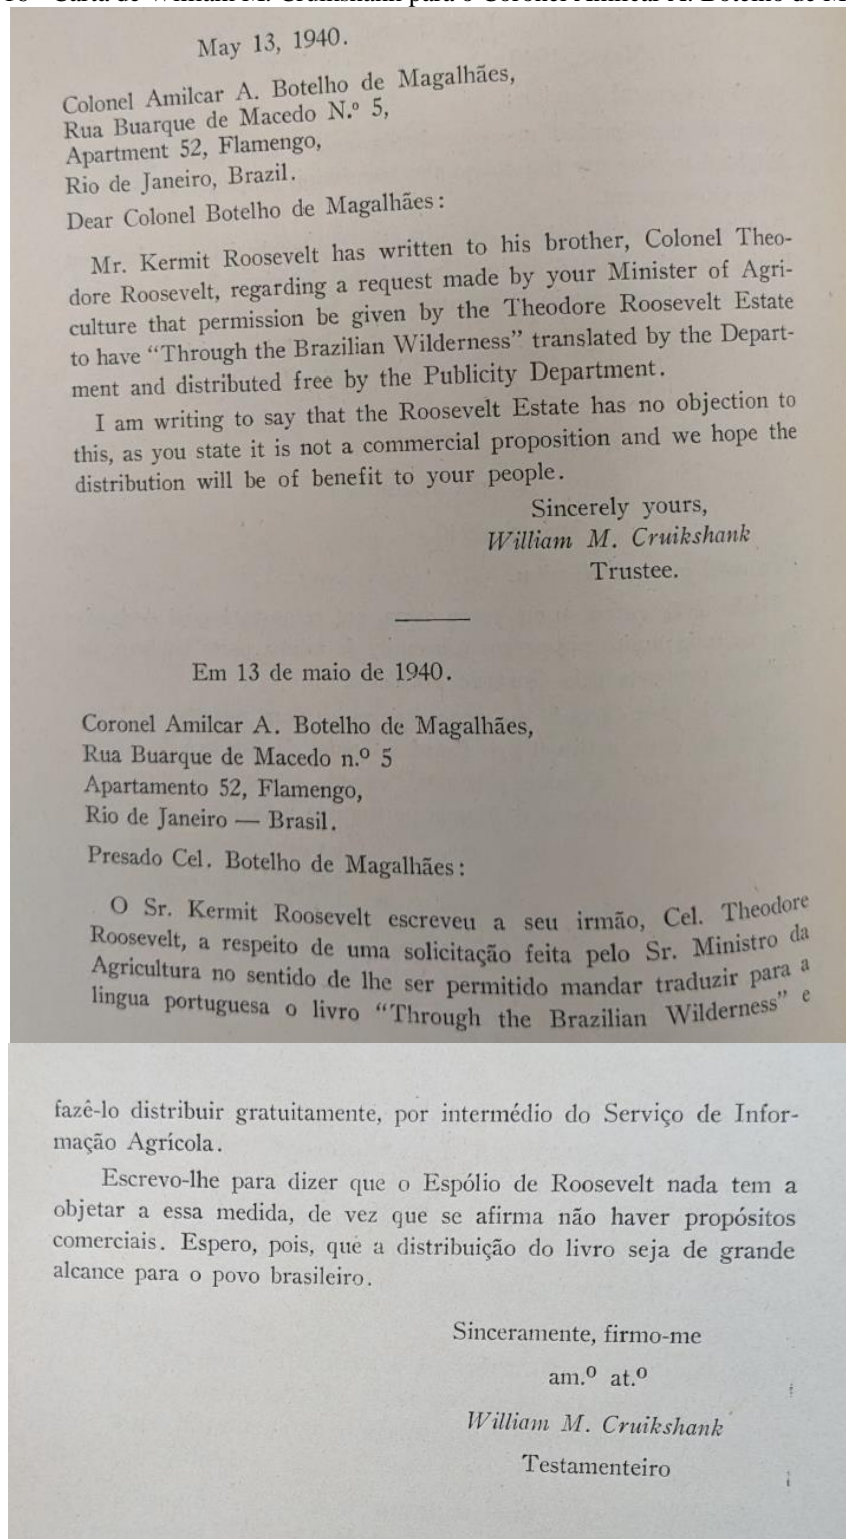 May 13, 1940.
Colonel Amilcar A. Botelho de Magalhães,
Rua Buarque de Macedo N.º 5,
Apartment 52, Flamengo,
Rio de Janeiro, Brazil.
Dear Colonel Botelho de Magalhães:
Mr. Kermit Roosevelt has written to his brother, Colonel Theo-
dore Roosevelt, regarding a request made by your Minister of Agri-
culture that permission be given by the Theodore Roosevelt Estate
to have “Through the Brazilian Wilderness” translated by the Depart-
ment and distributed free by the Publicity Department.
I am writing to say that the Roosevelt Estate has no objection to
this, as you state it is not a commercial proposition and we hope the
distribution will be of benefit to your people.
Sincerely yours,
William M. Cruikshank
Trustee.
Em 13 de maio de 1940.
Coronel Amilcar A. Botelho de Magalhães,
Rua Buarque de Macedo n.º 5
Apartamento 52, Flamengo,
Rio de Janeiro — Brasil.
Presado Cel. Botelho de Magalhães:
O Sr. Kermit Roosevelt escreveu a seu irmão, Cel. Theodore
Roosevelt, a respeito de uma solicitação feita pelo Sr. Ministro da
Agricultura no sentido de lhe ser permitido mandar traduzir para a
lingua portuguesa o livro “Through the Brazilian Wilderness” e
fazê-lo distribuir gratuitamente, por intermédio do Serviço de Infor-
mação Agrícola.
Escrevo-lhe para dizer que o Espólio de Roosevelt nada tem a
objetar a essa medida, de vez que se afirma não haver propósitos
comerciais. Espero, pois, que a distribuição do livro seja de grande
alcance para o povo brasileiro.
Sinceramente, firmo-me
am.º at.º
William M. Cruikshank
Testamenteiro